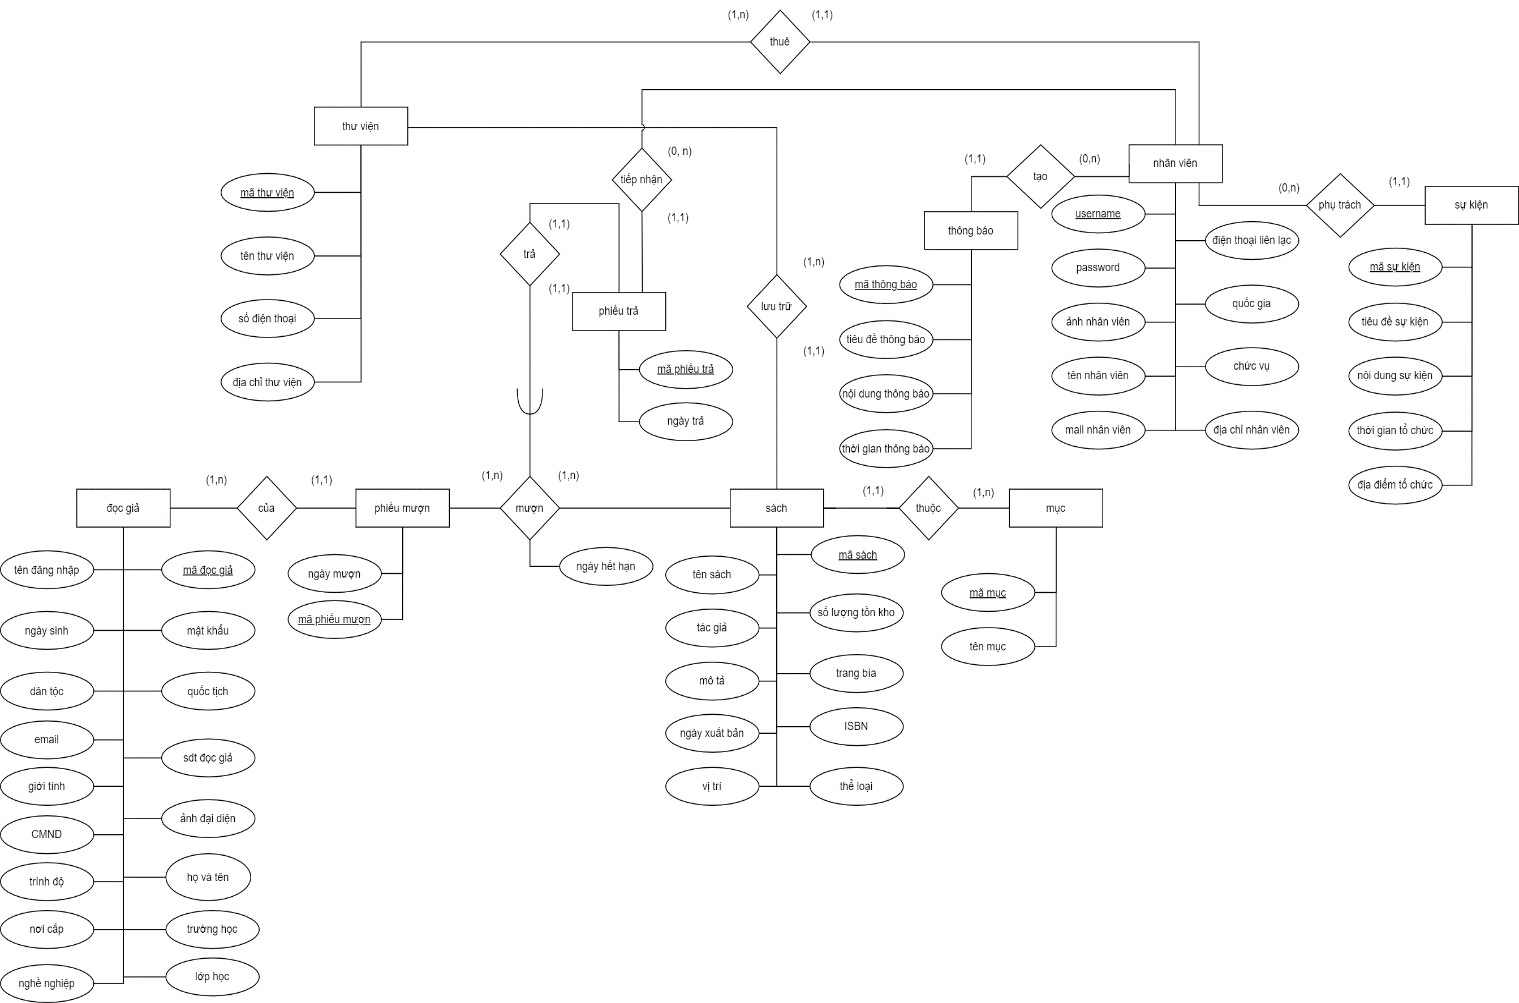 (1,n)
(1,1)
thuê
thư viện
mã thư viện
tên thư viện
số điện thoại
địa chỉ thư viện
(0, n)
tiếp nhận
(1,1)
(1,1)
trả
(1,1)
phiếu trả
mã phiếu trả
ngày trả
(1,n)
lưu trữ
(1,1)
(1,1)
tạo
(0,n)
nhân viên
thông báo
mã thông báo
tiêu đề thông báo
nội dung thông báo
thời gian thông báo
username
password
ảnh nhân viên
tên nhân viên
mail nhân viên
điện thoại liên lạc
quốc gia
chức vụ
địa chỉ nhân viên
(0,n)
phụ trách
(1,1)
sự kiện
mã sự kiện
tiêu đề sự kiện
nội dung sự kiện
thời gian tổ chức
địa điểm tổ chức
đọc giả
(1,n)
của
(1,1)
phiếu mượn
(1,n)
mượn
(1,n)
sách
(1,1)
thuộc
(1,n)
mục
ngày hết hạn
ngày mượn
mã phiếu mượn
tên đăng nhập
mã đọc giả
ngày sinh
mật khẩu
dân tộc
quốc tịch
email
sdt đọc giả
giới tính
ảnh đại diện
CMND
họ và tên
trình độ
nơi cấp
trường học
nghề nghiệp
lớp học
mã sách
tên sách
số lượng tồn kho
tác giả
trang bìa
mô tả
ISBN
ngày xuất bản
vị trí
thể loại
mã mục
tên mục